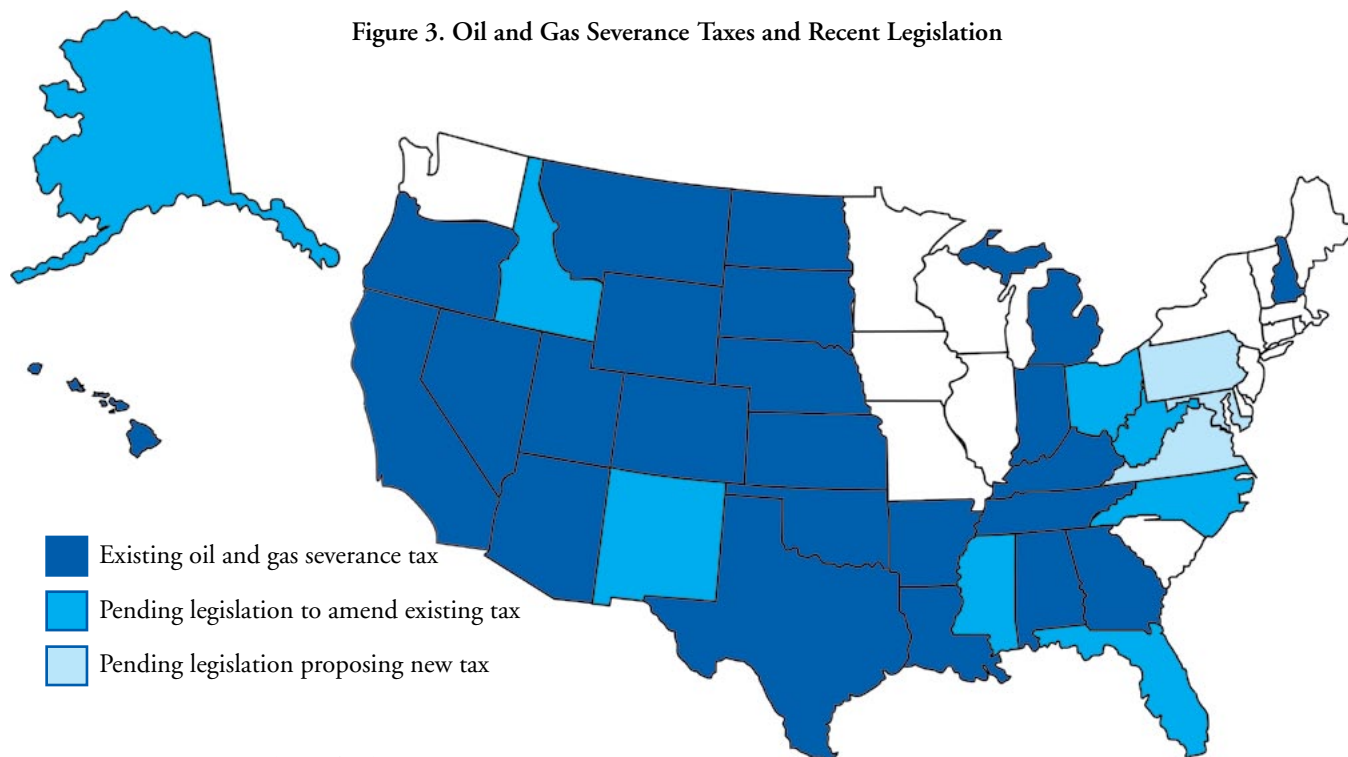 Figure 3. Oil and Gas Severance Taxes and Recent Legislation
Existing oil and gas severance tax
Pending legislation to amend existing tax
Pending legislation proposing new tax